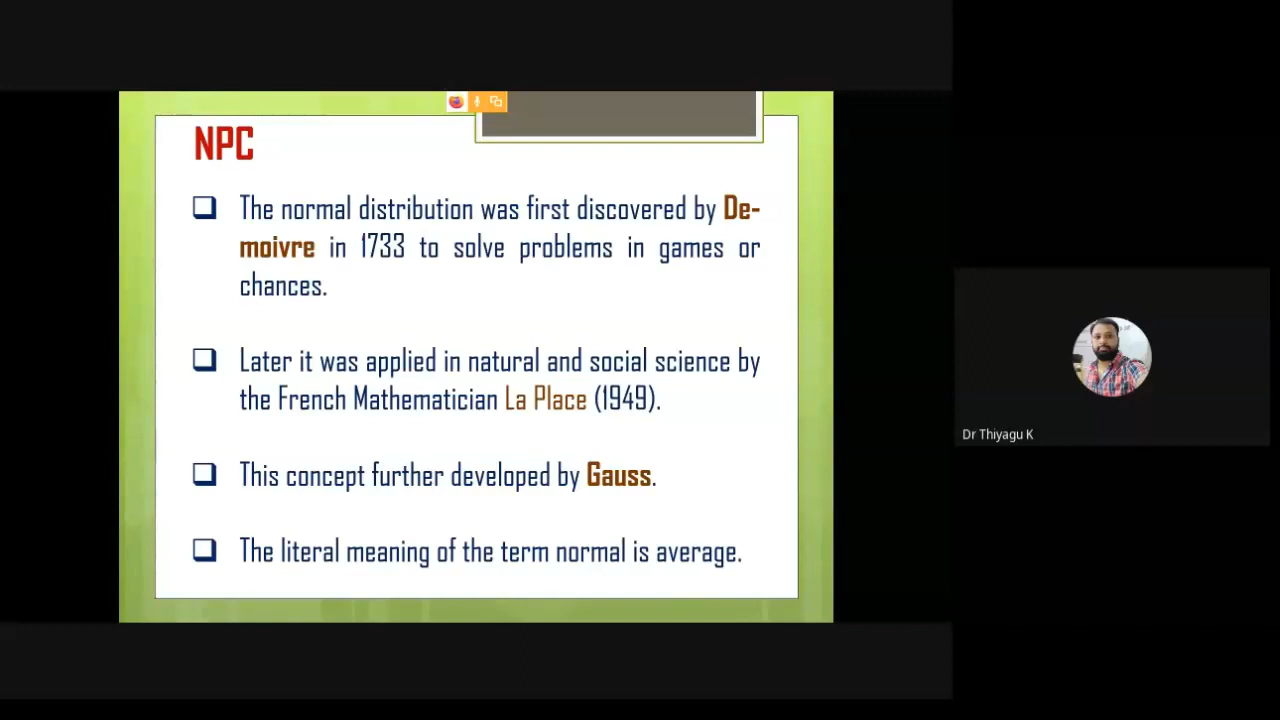 NPC
The normal distribution was first discovered by De-
moivre in 1733 to solve problems in games or
chances.
Later it was applied in natural and social science by
the French Mathematician La Place (1949).
This concept further developed by Gauss.
The literal meaning of the term normal is average.
Dr Thiyagu K